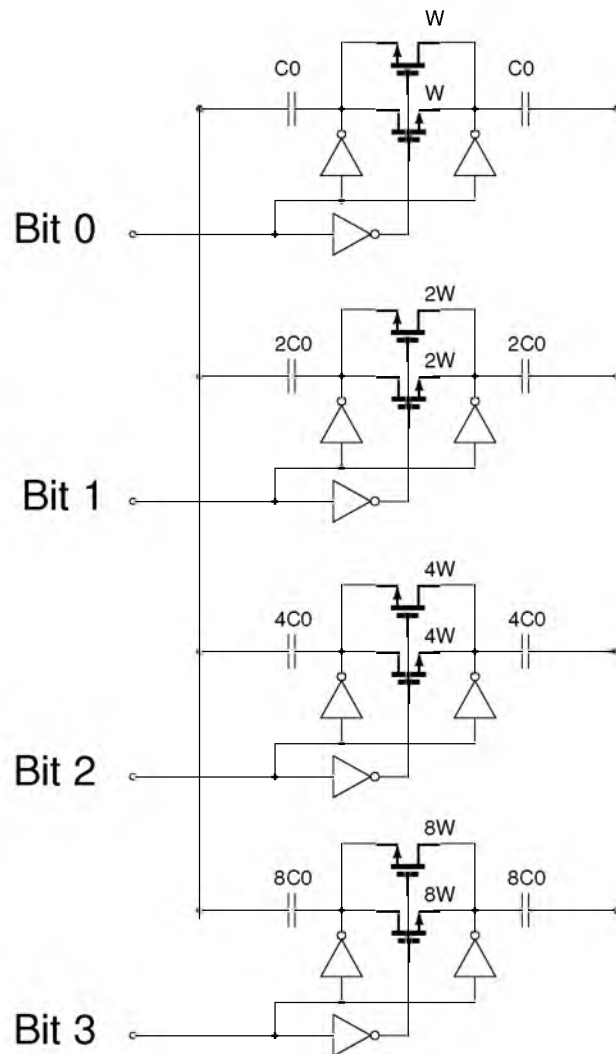 W
C0 W C0
Bit 0
2W
2C0 2W 2C0
Bit 1
4W
4C0 4W 4C0
Bit 2
8W
8C0 8W 8C0
Bit 3